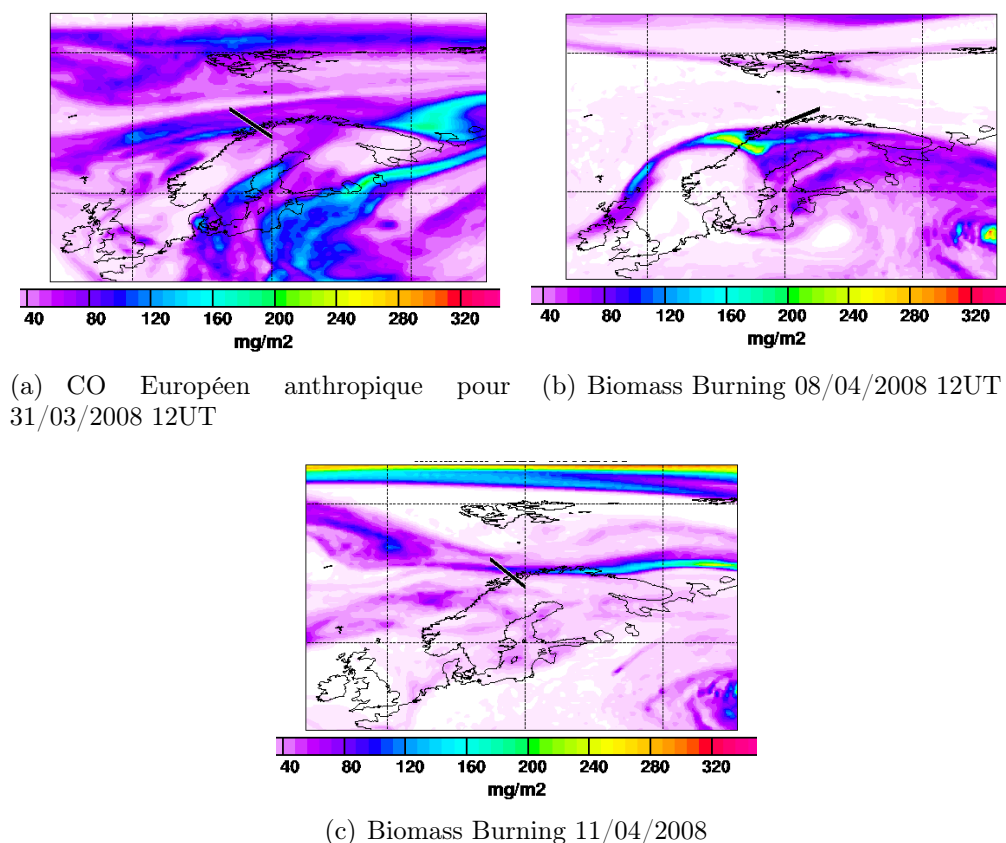 40 80 120 160 200 240 280 320
mg/m2
40 80 120 160 200 240 280 320
mg/m2
(a) CO Européen anthropique pour
31/03/2008 12UT
(b) Biomass Burning 08/04/2008 12UT
40 80 120 160 200 240 280 320
mg/m2
(c) Biomass Burning 11/04/2008